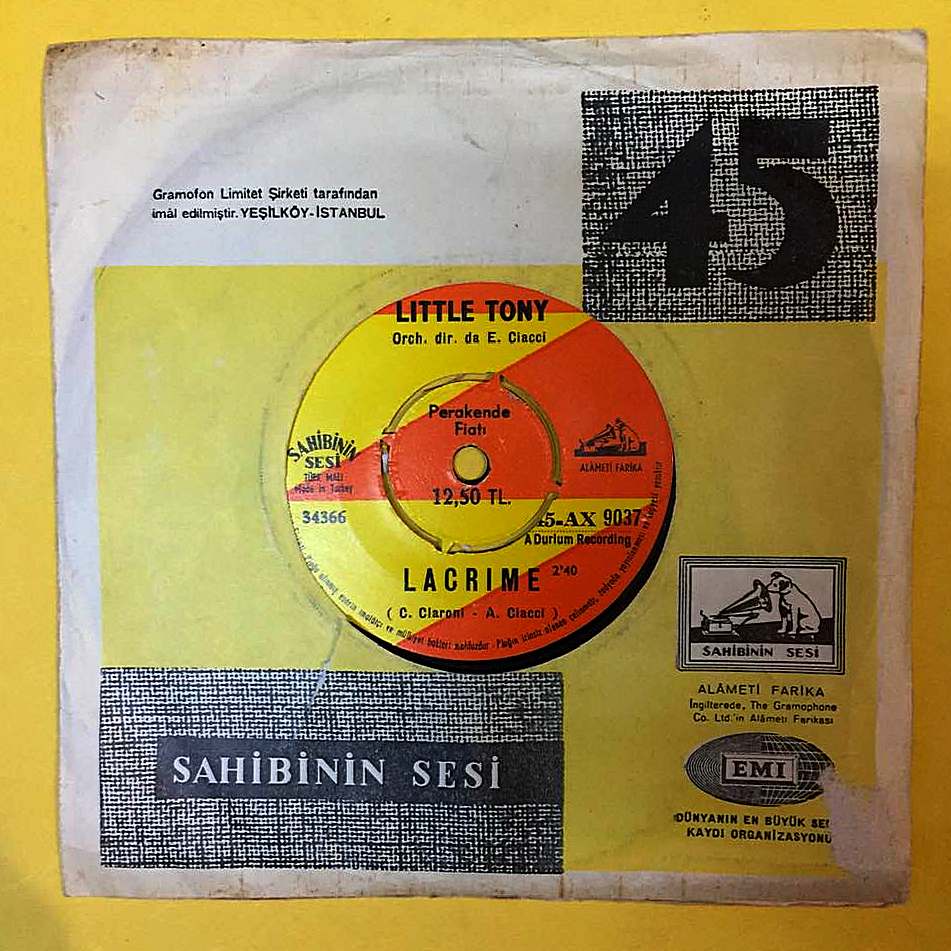 Gramofon Limitet Şirketi tarafından
imâl edilmiştir. YEŞİLKÖY-İSTANBUL
45
LITTLE TONY
Orch. dir. da E. Ciacci
Perakende
Fiatı
12,50 TL.
SAHİBİNİN
SESİ
TÜRK MALI
Made in Turkey
34366
ALÂMETİ FARİKA
45-AX 9037
A Durium Recording
LACRIME 2'40
( C. Ciaroni - A. Ciacci )
SAHİBİNİN SESİ
ALÂMETİ FARİKA
İngilterede, The Gramophone
Co. Ltd.'in Alâmeti Farikası
EMI
DÜNYANIN EN BÜYÜK SES
KAYDI ORGANİZASYONU
SAHİBİNİN SESİ